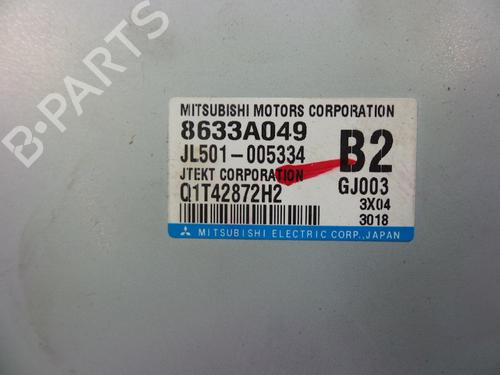 MITSUBISHI MOTORS CORPORATION
8633A049
JL501-005334
B2
JTEKT CORPORATION
GJ003
Q1T42872H2
3X04
3018
MITSUBISHI ELECTRIC CORP.,JAPAN
B-PARTS